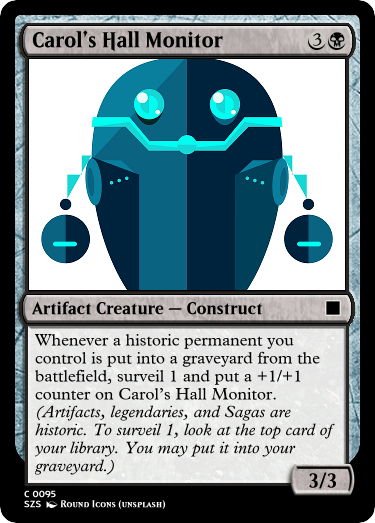 Carol's Hall Monitor 3
Artifact Creature — Construct
Whenever a historic permanent you
control is put into a graveyard from the
battlefield, surveil 1 and put a +1/+1
counter on Carol's Hall Monitor.
(Artifacts, legendaries, and Sagas are
historic. To surveil 1, look at the top card of
your library. You may put it into your
graveyard.)
3/3
C 0095
SZS Round Icons (unsplash)